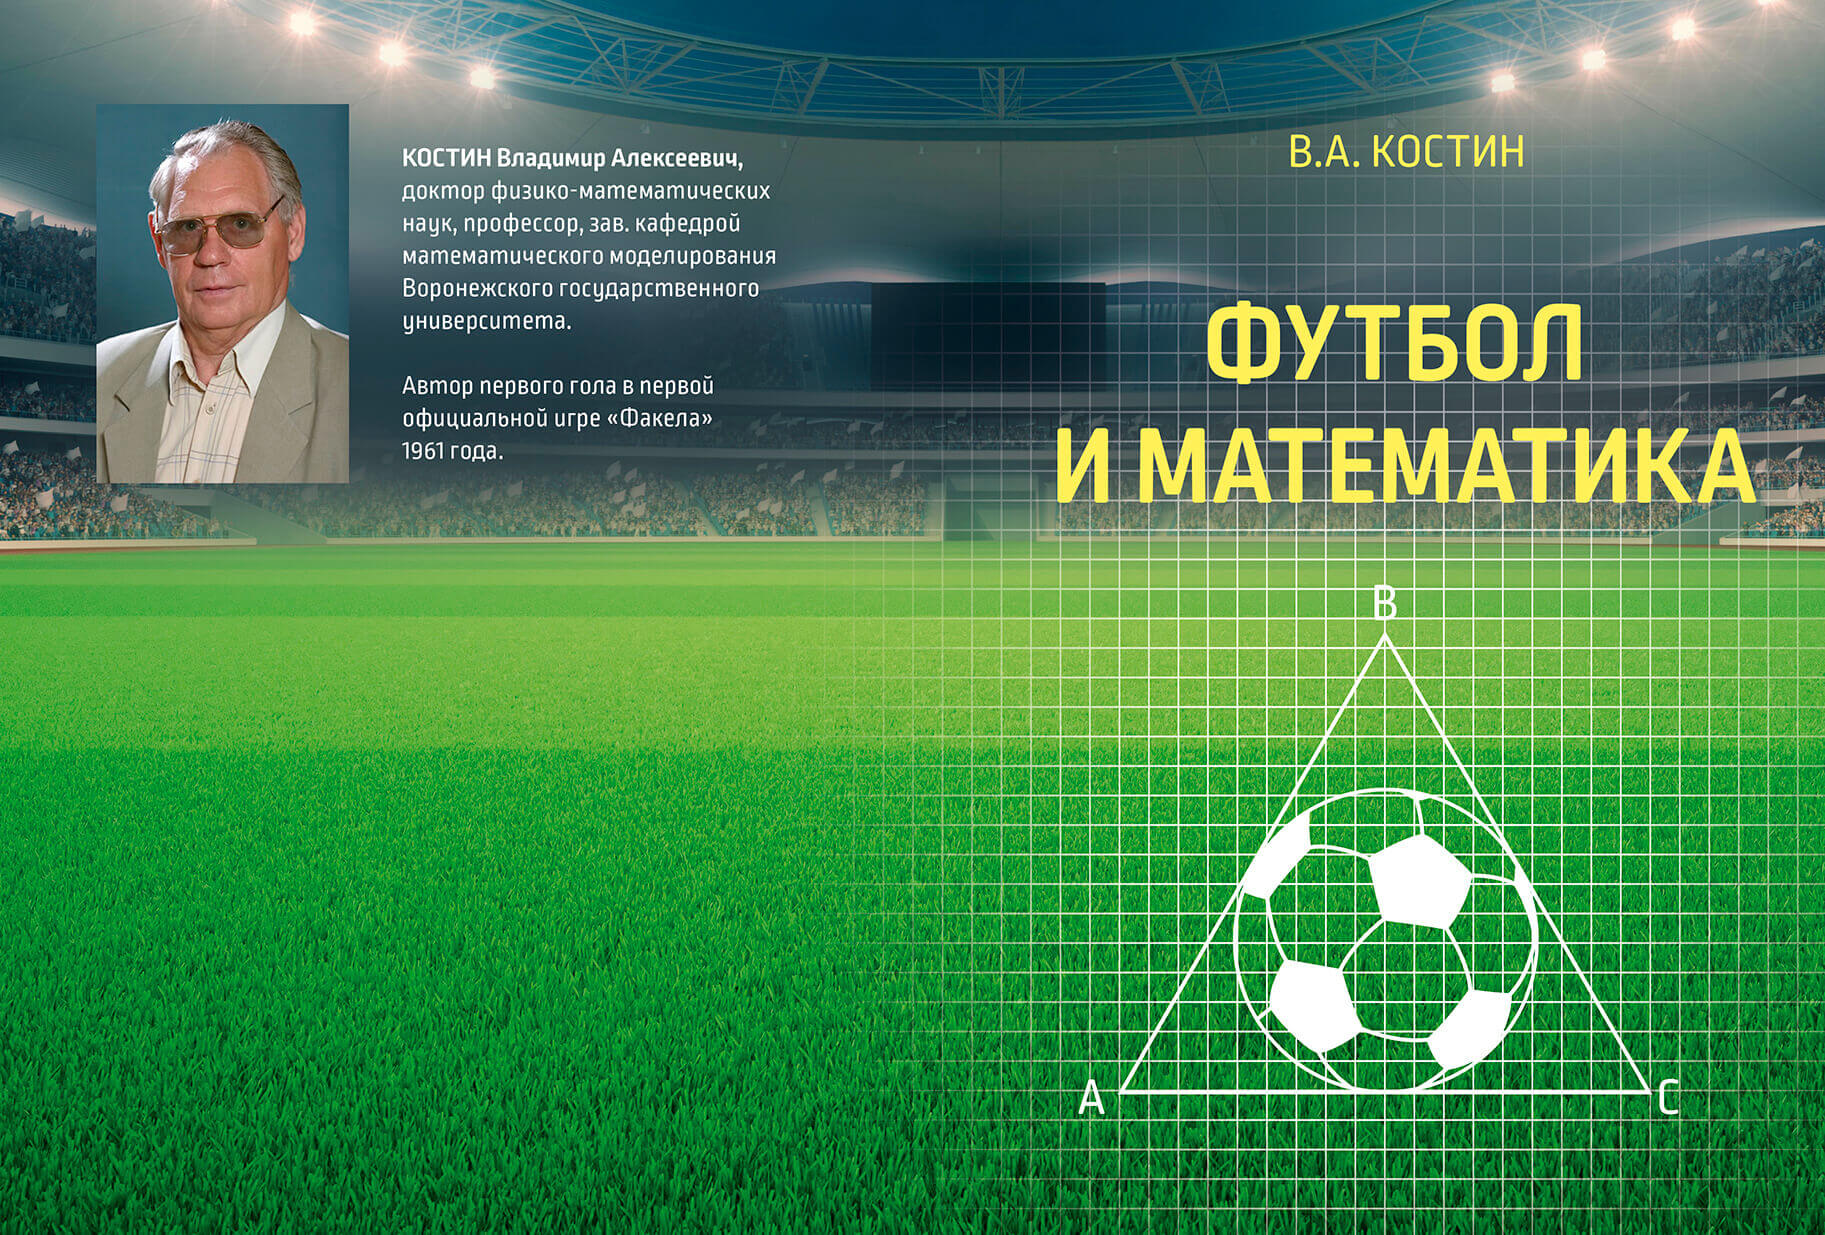 КОСТИН Владимир Алексеевич,
доктор физико-математических
наук, профессор, зав. кафедрой
математического моделирования
Воронежского государственного
университета.
Автор первого гола в первой
официальной игре «Факела»
1961 года.
В.А. КОСТИН
ФУТБОЛ
И МАТЕМАТИКА
B
A
C